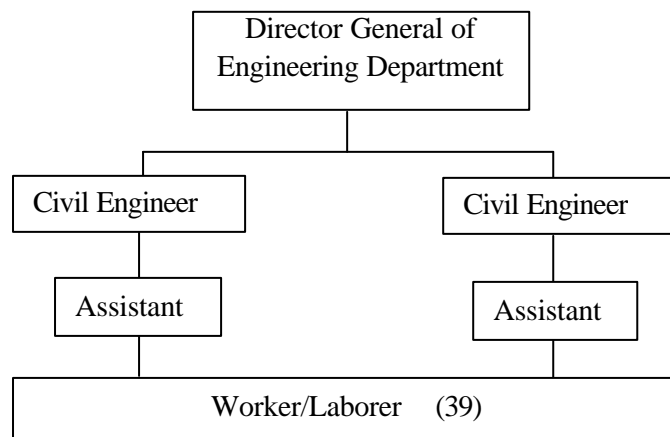 Director General of
Engineering Department
Civil Engineer
Civil Engineer
Assistant
Assistant
Worker/Laborer (39)